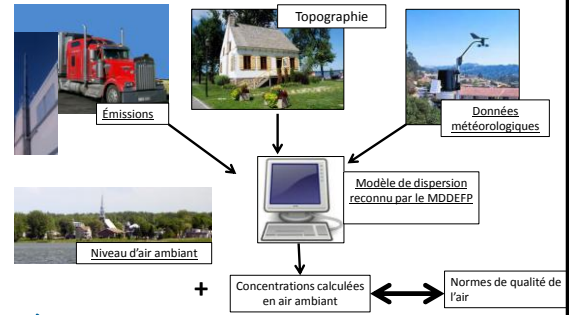 Topographie
Émissions
Données
météorologiques
Modèle de dispersion
reconnu par le MDDEFP
Niveau d'air ambiant
+
Concentrations calculées
en air ambiant
Normes de qualité de
l'air